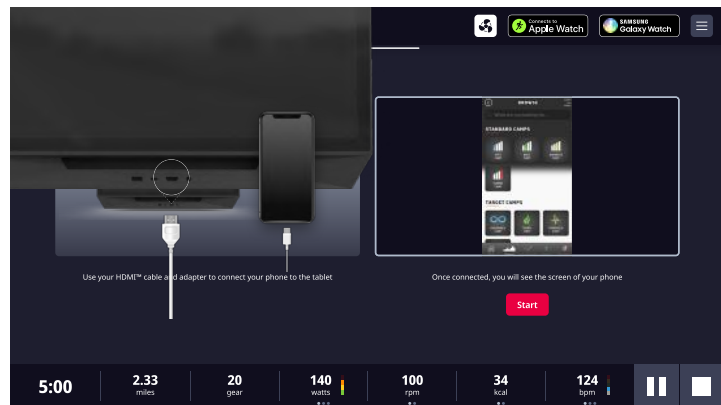 Connects to
Apple Watch
SAMSUNG
Galaxy Watch
BROWSE
STANDARD CAMPS
TARGET CAMPS
Use your HDMI™ cable and adapter to connect your phone to the tablet
Once connected, you will see the screen of your phone
Start
5:00
2.33
miles
20
gear
140
watts
100
rpm
34
kcal
124
bpm